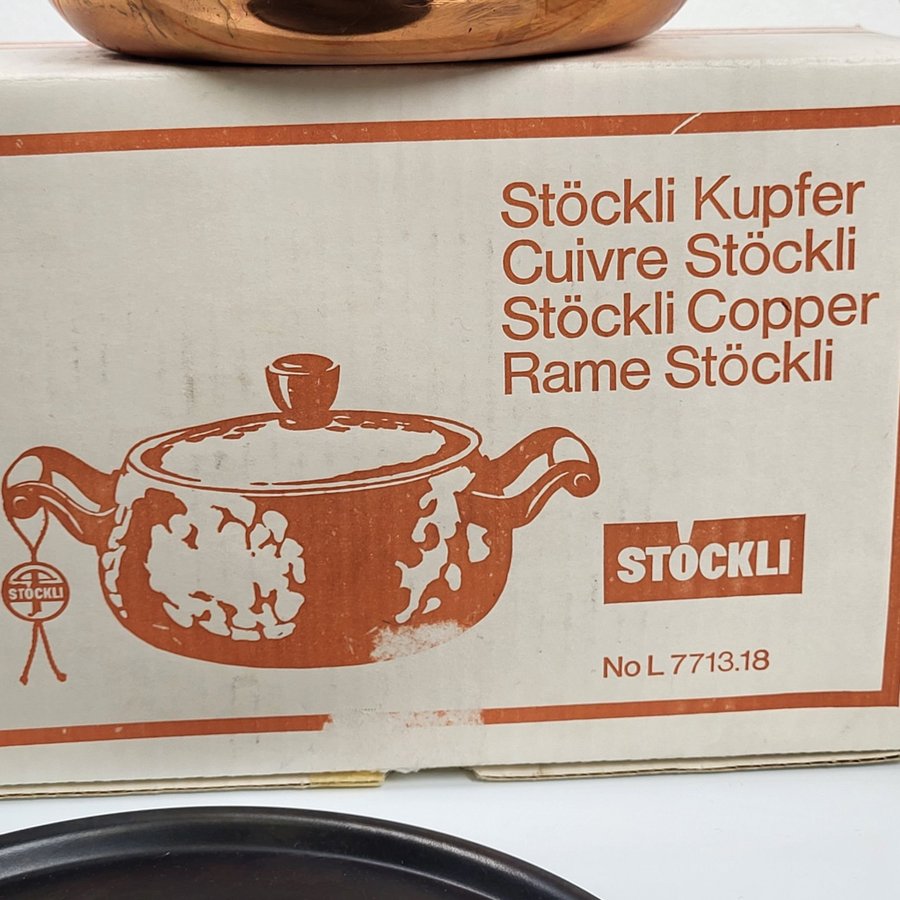 Stöckli Kupfer
Cuivre Stöckli
Stöckli Copper
Rame Stöckli
STÖCKLI
STÖCKLI
No L 7713.18